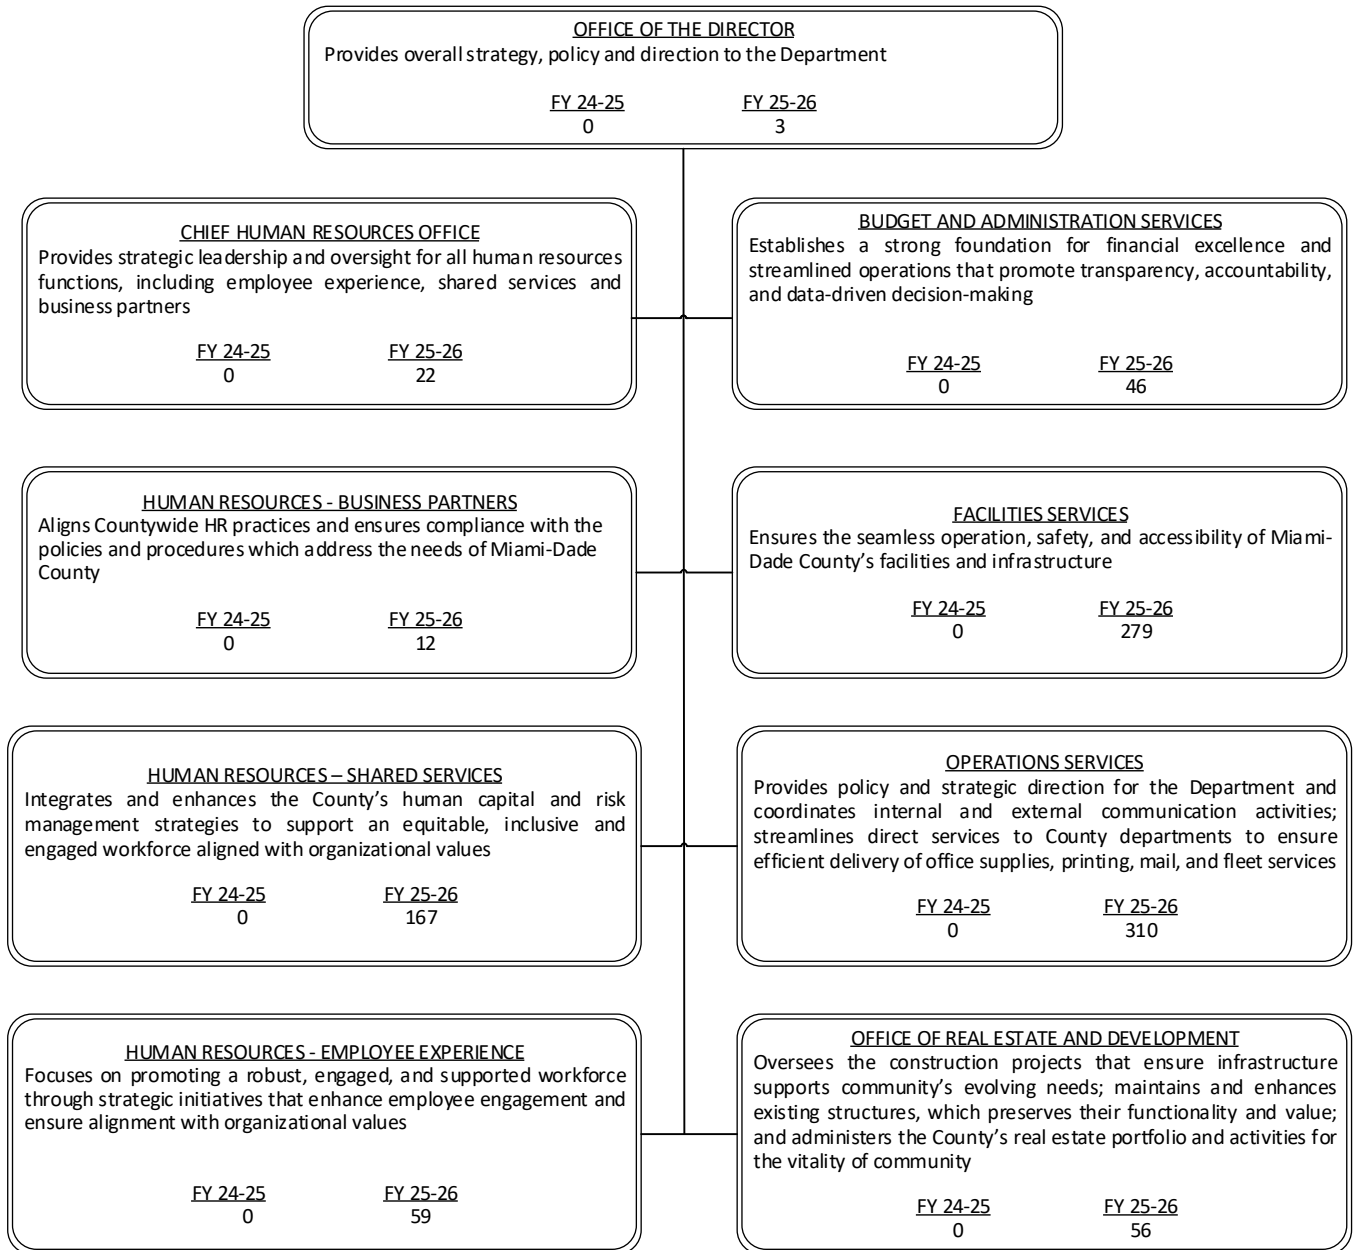 OFFICE OF THE DIRECTOR
Provides overall strategy, policy and direction to the Department
FY 24-25 FY 25-26
0 3
CHIEF HUMAN RESOURCES OFFICE
Provides strategic leadership and oversight for all human resources
functions, including employee experience, shared services and
business partners
FY 24-25 FY 25-26
0 22
BUDGET AND ADMINISTRATION SERVICES
Establishes a strong foundation for financial excellence and
streamlined operations that promote transparency, accountability,
and data-driven decision-making
FY 24-25 FY 25-26
0 46
HUMAN RESOURCES - BUSINESS PARTNERS
Aligns Countywide HR practices and ensures compliance with the
policies and procedures which address the needs of Miami-Dade
County
FY 24-25 FY 25-26
0 12
FACILITIES SERVICES
Ensures the seamless operation, safety, and accessibility of Miami-
Dade County’s facilities and infrastructure
FY 24-25 FY 25-26
0 279
HUMAN RESOURCES – SHARED SERVICES
Integrates and enhances the County’s human capital and risk
management strategies to support an equitable, inclusive and
engaged workforce aligned with organizational values
FY 24-25 FY 25-26
0 167
OPERATIONS SERVICES
Provides policy and strategic direction for the Department and
coordinates internal and external communication activities;
streamlines direct services to County departments to ensure
efficient delivery of office supplies, printing, mail, and fleet services
FY 24-25 FY 25-26
0 310
HUMAN RESOURCES - EMPLOYEE EXPERIENCE
Focuses on promoting a robust, engaged, and supported workforce
through strategic initiatives that enhance employee engagement and
ensure alignment with organizational values
FY 24-25 FY 25-26
0 59
OFFICE OF REAL ESTATE AND DEVELOPMENT
Oversees the construction projects that ensure infrastructure
supports community’s evolving needs; maintains and enhances
existing structures, which preserves their functionality and value;
and administers the County’s real estate portfolio and activities for
the vitality of community
FY 24-25 FY 25-26
0 56